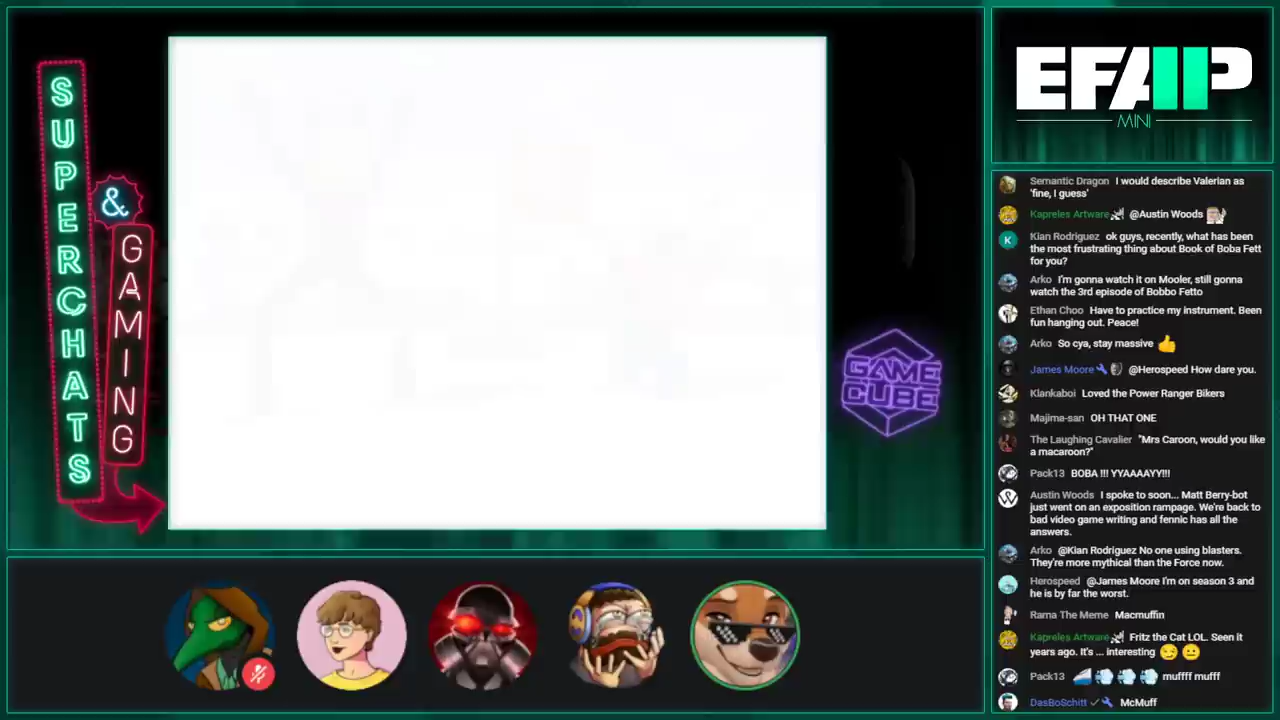 SUPERCHATS
&
GAMING
GAME
CUBE
EFAP
MINI
Semantic Dragon I would describe Valerian as
'fine, I guess'
Kapreles Artware @Austin Woods
K
Kian Rodriguez ok guys, recently, what has been
the most frustrating thing about Book of Boba Fett
for you?
Arko I'm gonna watch it on Mooler, still gonna
watch the 3rd episode of Bobbo Fetto
Ethan Choo Have to practice my instrument. Been
fun hanging out. Peace!
Arko So cya, stay massive 👍
James Moore @Herospeed How dare you.
Klankaboi Loved the Power Ranger Bikers
Majima-san OH THAT ONE
The Laughing Cavalier "Mrs Caroon, would you like
a macaroon?"
Pack13 BOBA !!! YYAAAAYY!!!
Austin Woods I spoke to soon... Matt Berry-bot
just went on an exposition rampage. We're back to
bad video game writing and fennic has all the
answers.
Arko @Kian Rodriguez No one using blasters.
They're more mythical than the Force now.
Herospeed @James Moore I'm on season 3 and
he is by far the worst.
Rama The Meme Macmuffin
Kapreles Artware Fritz the Cat LOL. Seen it
years ago. It's ... interesting 😏 😐
Pack13 🚄 💨 💨 💨 muffff mufff
DasBoSchitt ✓ McMuff